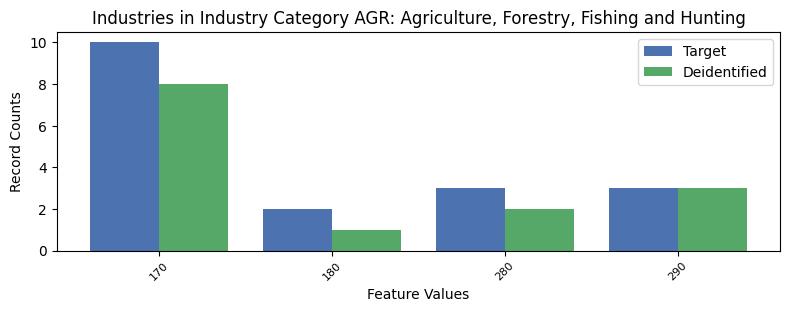 Industries in Industry Category AGR: Agriculture, Forestry, Fishing and Hunting
Target
Deidentified
Record Counts
10
8
6
4
2
0
170
180
280
290
Feature Values